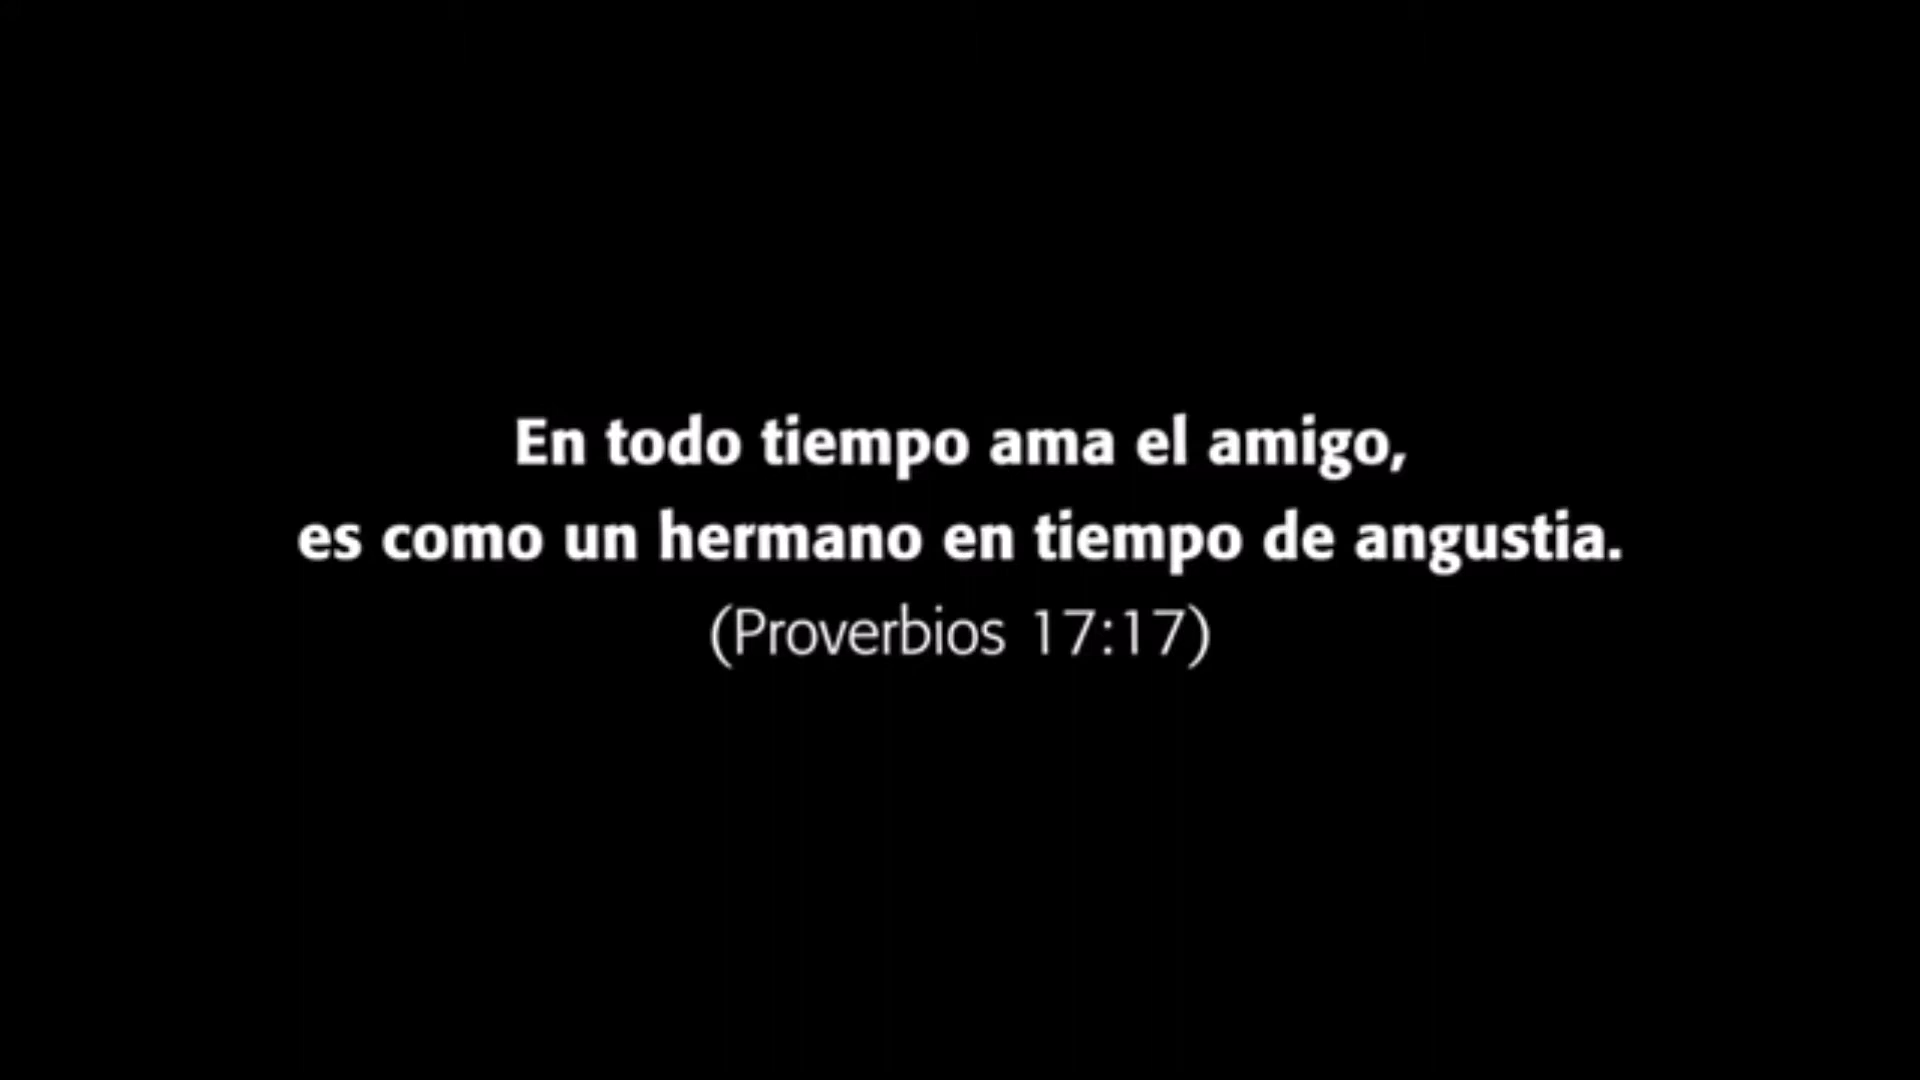 En todo tiempo ama el amigo,
es como un hermano en tiempo de angustia.
(Proverbios 17:17)